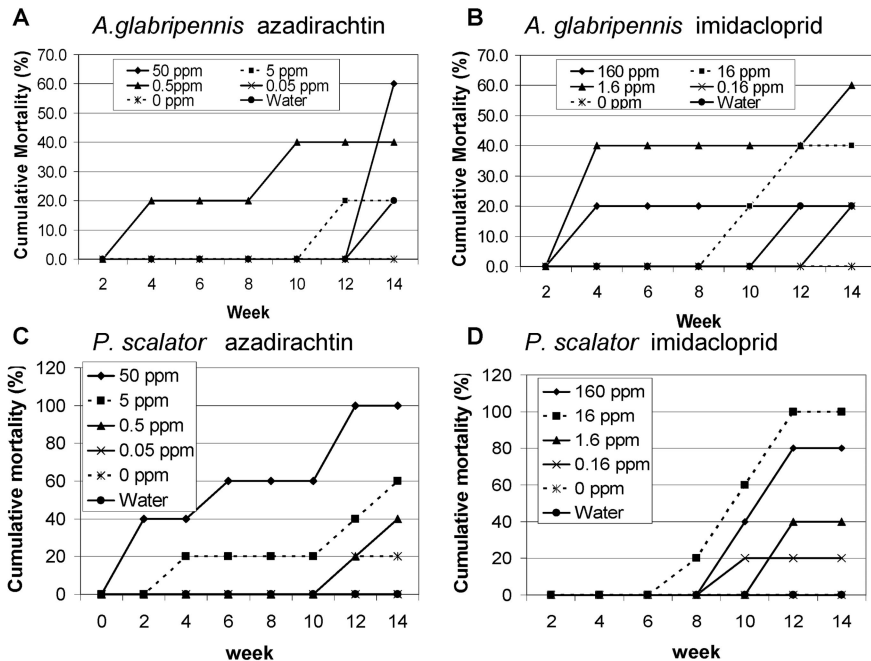 A
A.glabripennis azadirachtin
Cumulative Mortality (%)
70.0
60.0
50.0
40.0
30.0
20.0
10.0
0.0
50 ppm
5 ppm
0.5ppm
0.05 ppm
0 ppm
Water
2 4 6 8 10 12 14
Week
B
A. glabripennis imidacloprid
Cumulative Mortality (%)
70.0
60.0
50.0
40.0
30.0
20.0
10.0
0.0
160 ppm
16 ppm
1.6 ppm
0.16 ppm
0 ppm
Water
2 4 6 8 10 12 14
Week
C
P. scalator azadirachtin
Cumulative mortality (%)
120
100
80
60
40
20
0
50 ppm
5 ppm
0.5 ppm
0.05 ppm
0 ppm
Water
0 2 4 6 8 10 12 14
week
D
P. scalator imidacloprid
Cumulative mortality (%)
120
100
80
60
40
20
0
160 ppm
16 ppm
1.6 ppm
0.16 ppm
0 ppm
Water
2 4 6 8 10 12 14
week